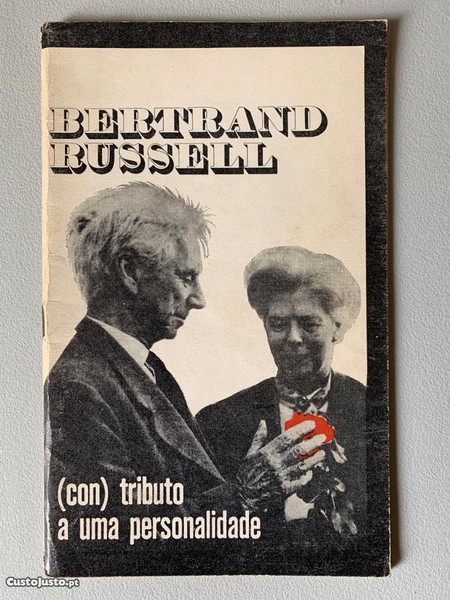 BERTRAND
RUSSELL
(con) tributo
a uma personalidade
CustoJusto.pt